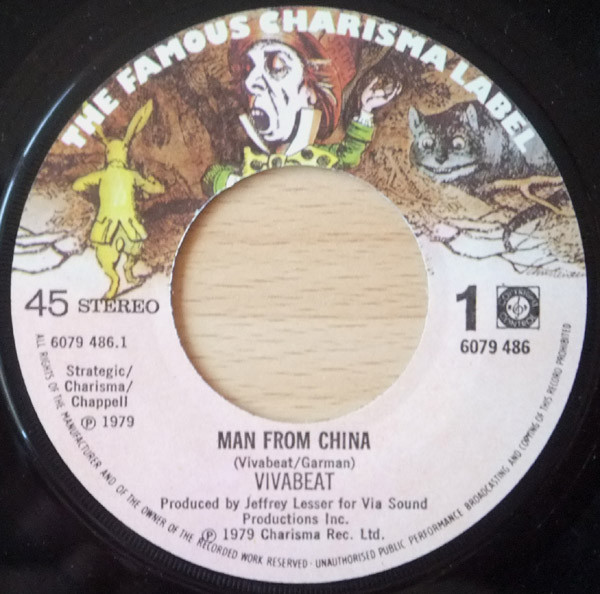 THE FAMOUS CHARISMA LABEL
45 STEREO
1
6079 486.1
6079 486
Strategic/
Charisma/
Chappell
Ⓟ 1979
MAN FROM CHINA
(Vivabeat/Garman)
VIVABEAT
Produced by Jeffrey Lesser for Via Sound
Productions Inc.
Ⓟ 1979 Charisma Rec. Ltd.
ALL RIGHTS OF THE MANUFACTURER AND OF THE OWNER OF THE RECORDED WORK RESERVED · UNAUTHORISED PUBLIC PERFORMANCE BROADCASTING AND COPYING OF THIS RECORD PROHIBITED